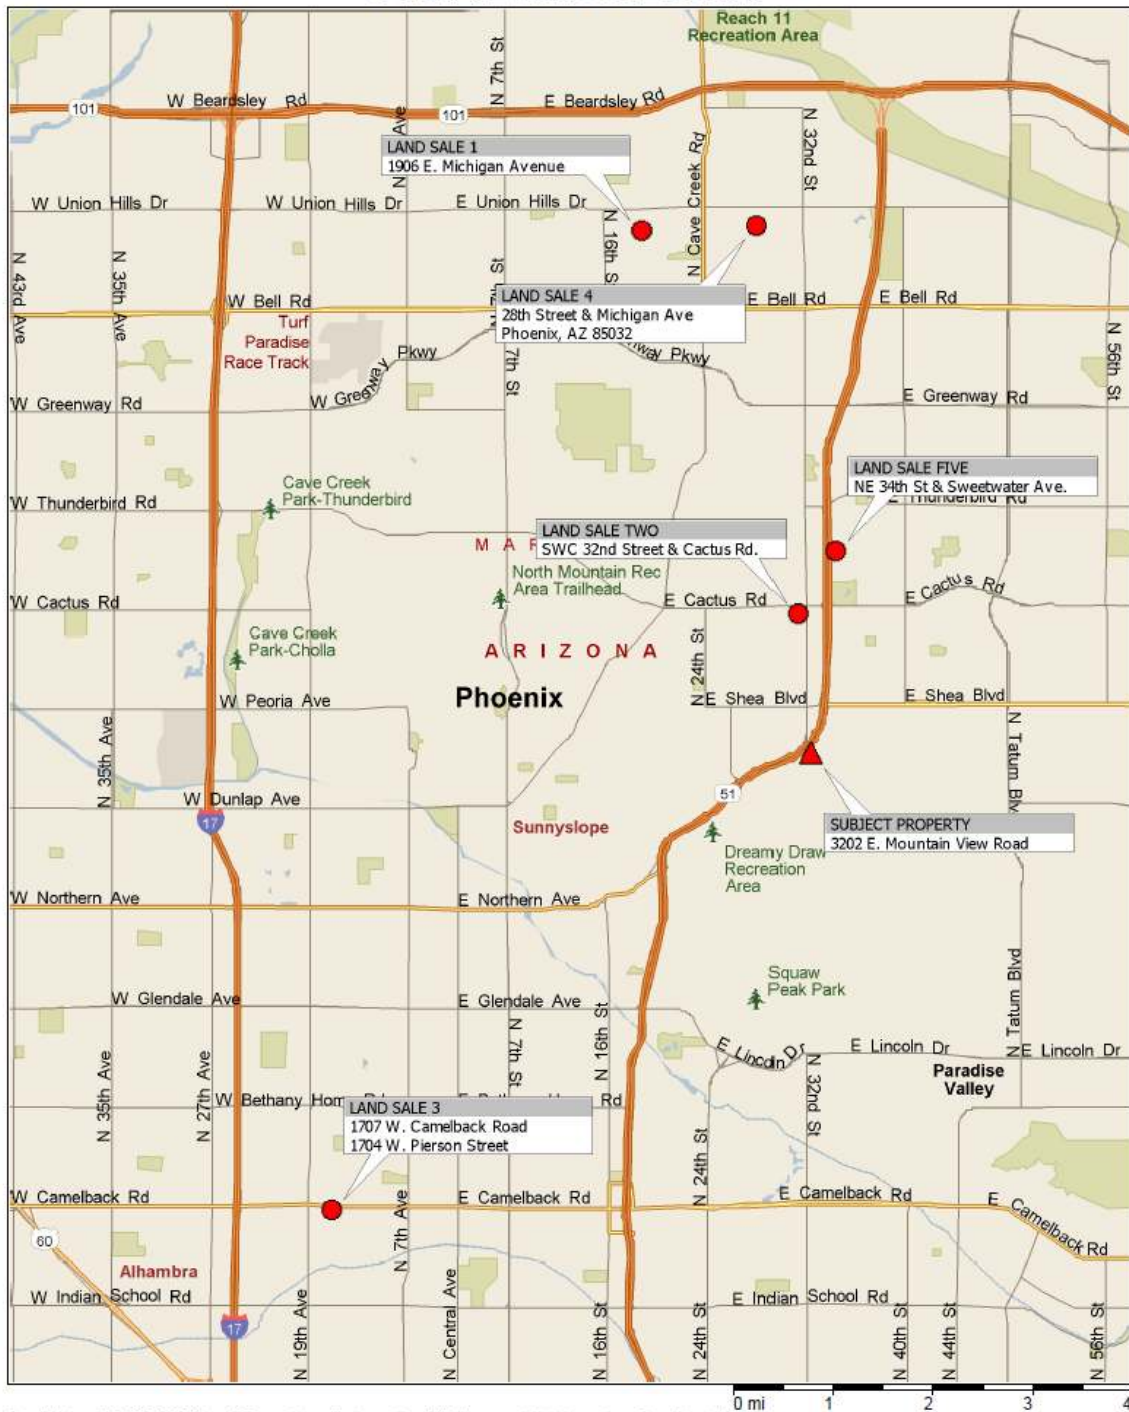 Reach 11
Recreation Area
N 7th St
W Beardsley Rd
E Beardsley Rd
101
101
N Ave
LAND SALE 1
1906 E. Michigan Avenue
N Cave Creek Rd
N 32nd St
W Union Hills Dr
W Union Hills Dr
E Union Hills Dr
N 16th S
N 43rd Ave
N 35th Ave
W Bell Rd
LAND SALE 4
28th Street & Michigan Ave
Phoenix, AZ 85032
E Bell Rd
E Bell Rd
Turf
Paradise
Race Track
Pkwy
W Greenway
7th St
way Pkwy
N 56th St
W Greenway Rd
E Greenway Rd
LAND SALE FIVE
NE 34th St & Sweetwater Ave.
Cave Creek
Park-Thunderbird
W Thunderbird Rd
E Thunderbird Rd
LAND SALE TWO
SWC 32nd Street & Cactus Rd.
M A R
North Mountain Rec
Area Trailhead
W Cactus Rd
E Cactus Rd
E Cactus Rd
Cave Creek
Park-Cholla
A R I Z O N A
N 24th St
Phoenix
W Peoria Ave
E Shea Blvd
E Shea Blvd
N 35th Ave
N Tatum Blv
W Dunlap Ave
51
17
Sunnyslope
SUBJECT PROPERTY
3202 E. Mountain View Road
Dreamy Draw
Recreation
Area
W Northern Ave
E Northern Ave
Squaw
Peak Park
W Glendale Ave
E Glendale Ave
N 16th St
N 7th St
N Tatum Blvd
E Lincoln Dr
E Lincoln Dr
E Lincoln Dr
N 35th Ave
N 27th Ave
N 32nd St
Paradise
Valley
W Bethany Hom
Rd
LAND SALE 3
1707 W. Camelback Road
1704 W. Pierson Street
N 24th St
W Camelback Rd
E Camelback Rd
E Camelback Rd
E Camelback Rd
60
N 7th Ave
Alhambra
W Indian School Rd
E Indian School Rd
17
N 19th Ave
N Central Ave
N 16th St
N 24th St
N 40th St
N 44th St
N 56th St
0 mi 1 2 3 4